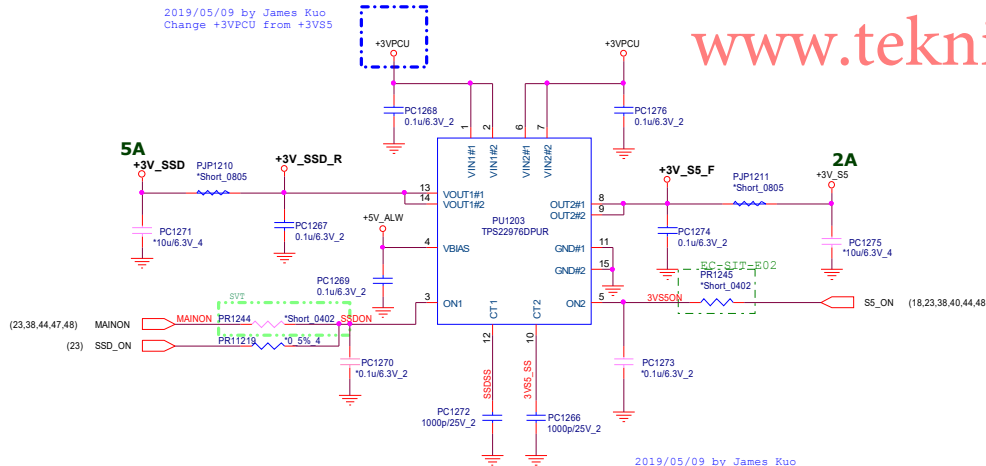 2019/05/09 by James Kuo
Change +3VPCU from +3VS5
www.tekni
+3VPCU
+3VPCU
PC1268
0.1u/6.3V_2
PC1276
0.1u/6.3V_2
1
2
6
7
VIN1#1
VIN1#2
VIN2#1
VIN2#2
5A
+3V_SSD
PJP1210
*Short_0805
+3V_SSD_R
13
14
VOUT1#1
VOUT1#2
PC1271
*10u/6.3V_4
PC1267
0.1u/6.3V_2
+5V_ALW
4
VBIAS
PU1203
TPS22976DPUR
OUT2#1
OUT2#2
8
9
+3V_S5_F
PJP1211
*Short_0805
2A
+3V_S5
PC1274
0.1u/6.3V_2
PC1275
*10u/6.3V_4
GND#1
11
GND#2
15
PC1269
0.1u/6.3V_2
EC-SIT-E02
PR1245
*Short_0402
3
ON1
CT1
CT2
ON2
5
3VS5ON
S5_ON
(18,23,38,40,44,48
SVT
(23,38,44,47,48)
MAINON
MAINON
PR1244
*Short_0402
SSDON
(23)
SSD_ON
PR11219
*0_5%_4
PC1270
*0.1u/6.3V_2
12
10
SSDSS
3VS5_SS
PC1273
*0.1u/6.3V_2
PC1272
1000p/25V_2
PC1266
1000p/25V_2
2019/05/09 by James Kuo